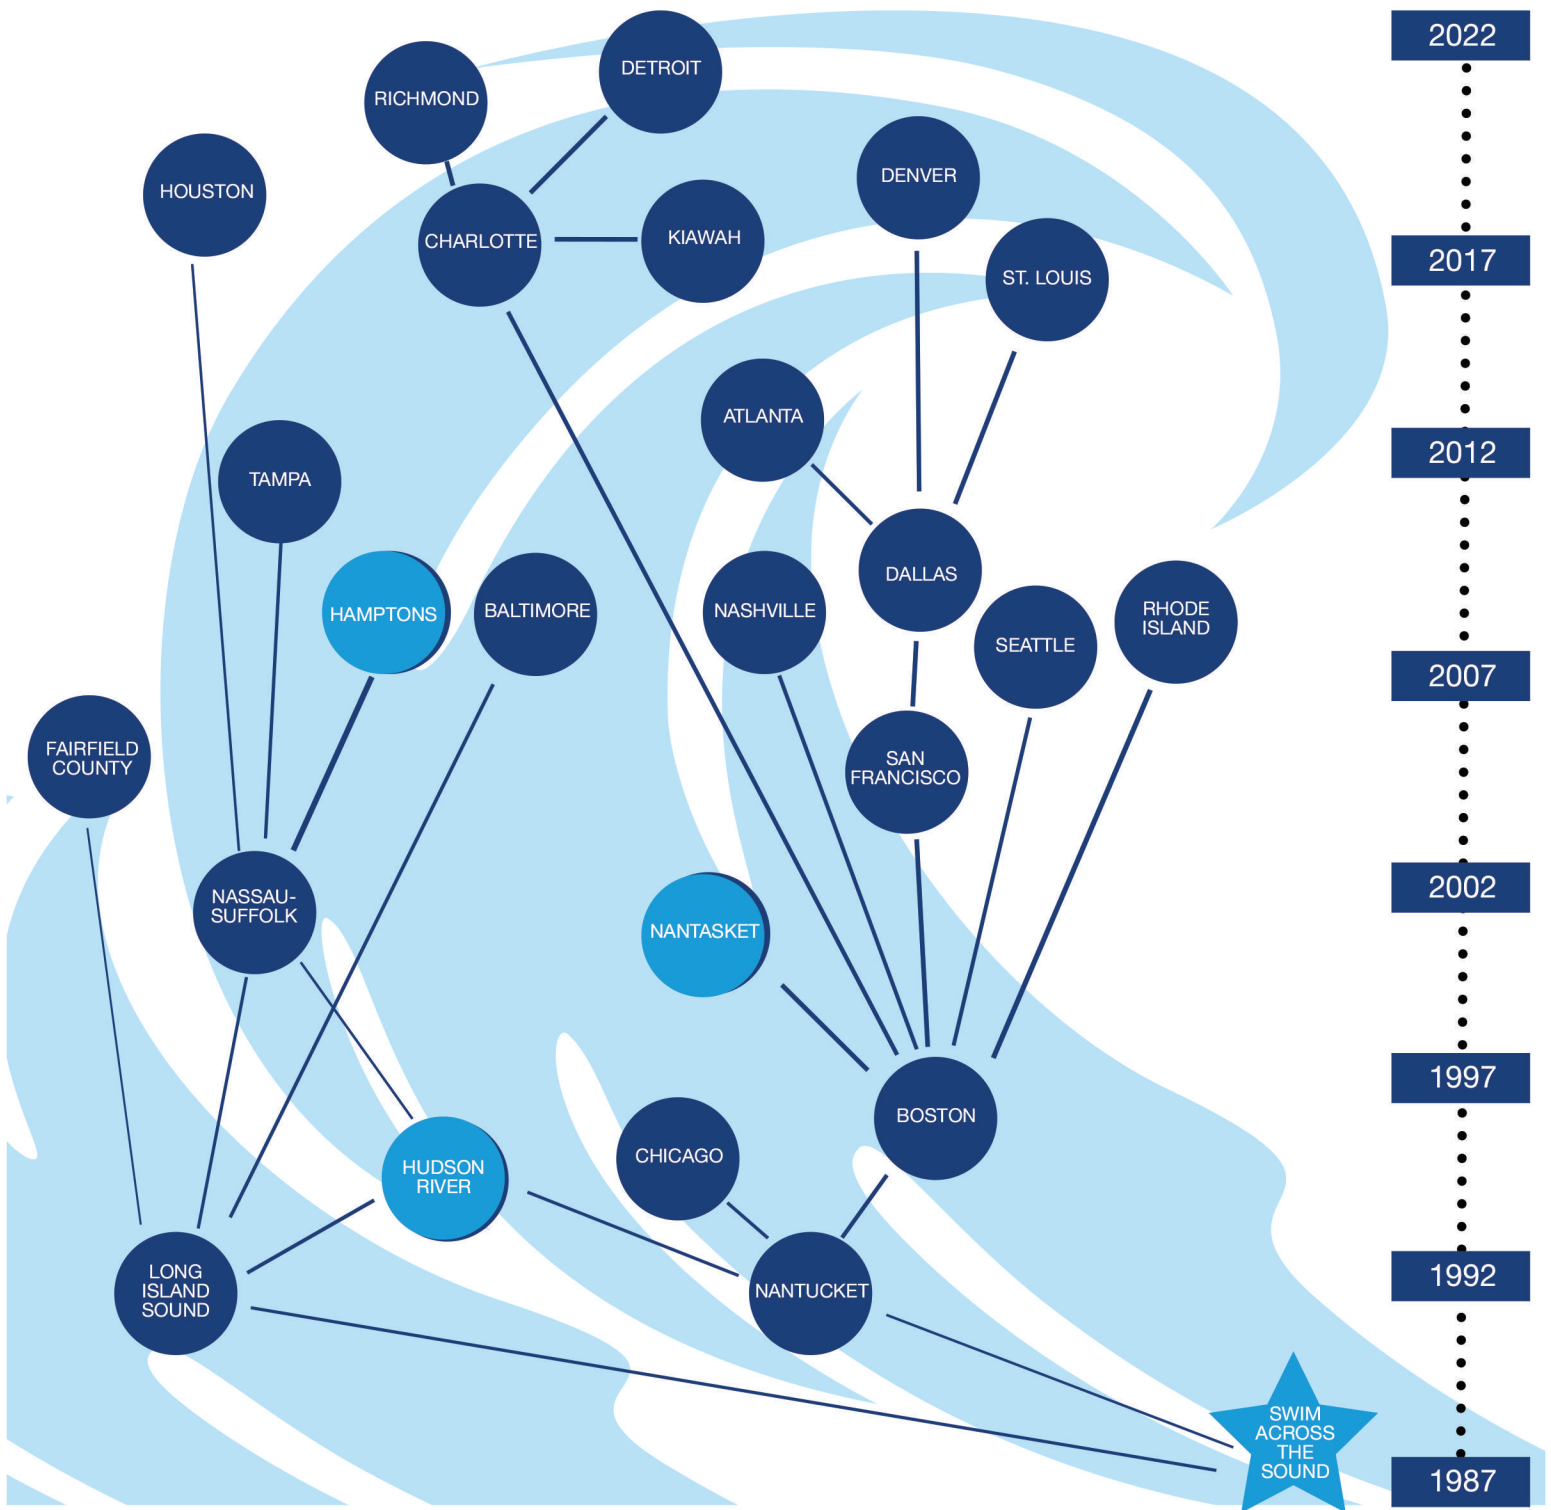 2022
DETROIT
RICHMOND
DENVER
HOUSTON
CHARLOTTE
KIAWAH
2017
ST. LOUIS
ATLANTA
2012
TAMPA
DALLAS
HAMPTONS
BALTIMORE
NASHVILLE
RHODE
ISLAND
SEATTLE
2007
FAIRFIELD
COUNTY
SAN
FRANCISCO
2002
NASSAU-
SUFFOLK
NANTASKET
1997
BOSTON
CHICAGO
HUDSON
RIVER
1992
LONG
ISLAND
SOUND
NANTUCKET
SWIM
ACROSS
THE
SOUND
1987